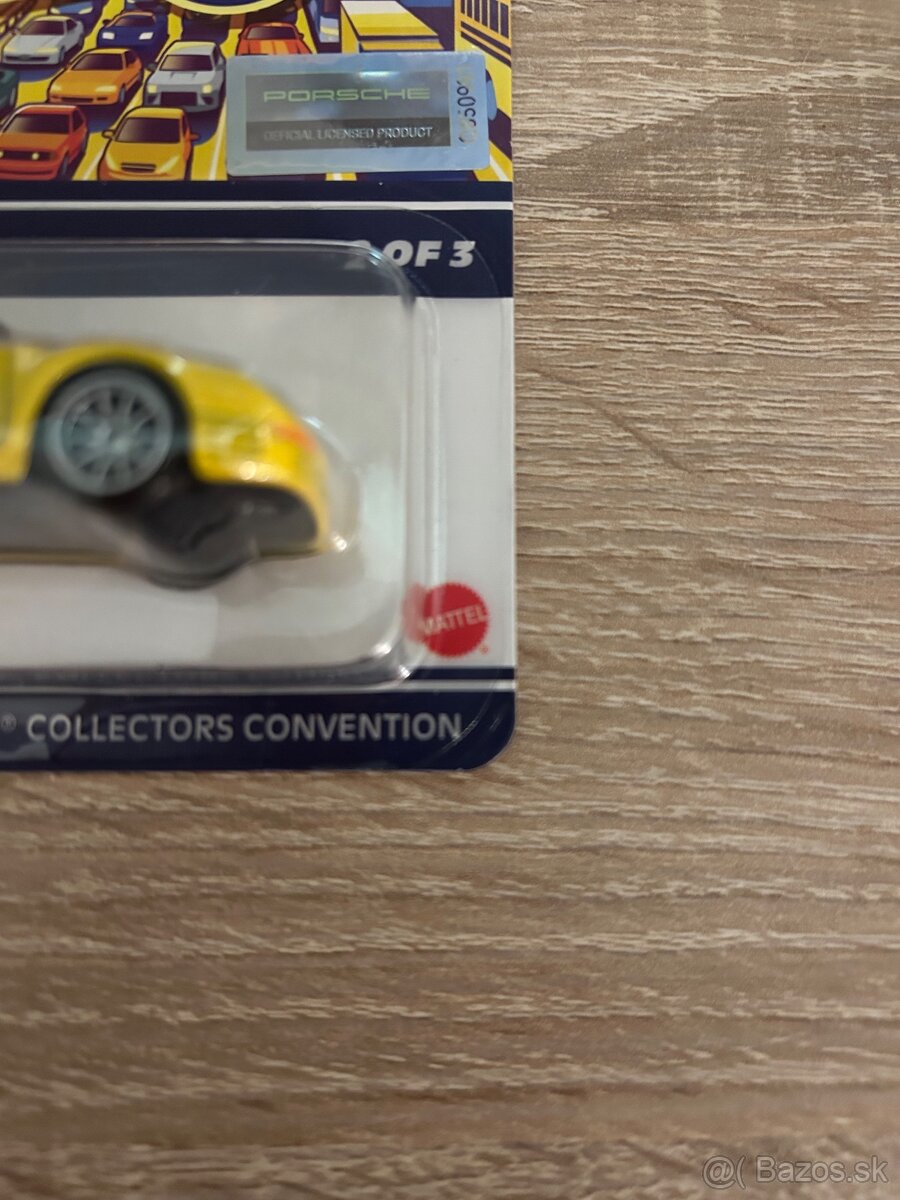 PORSCHE
OFFICIAL LICENSED PRODUCT
OF 3
MATTEL
® COLLECTORS CONVENTION
@( Bazos.sk